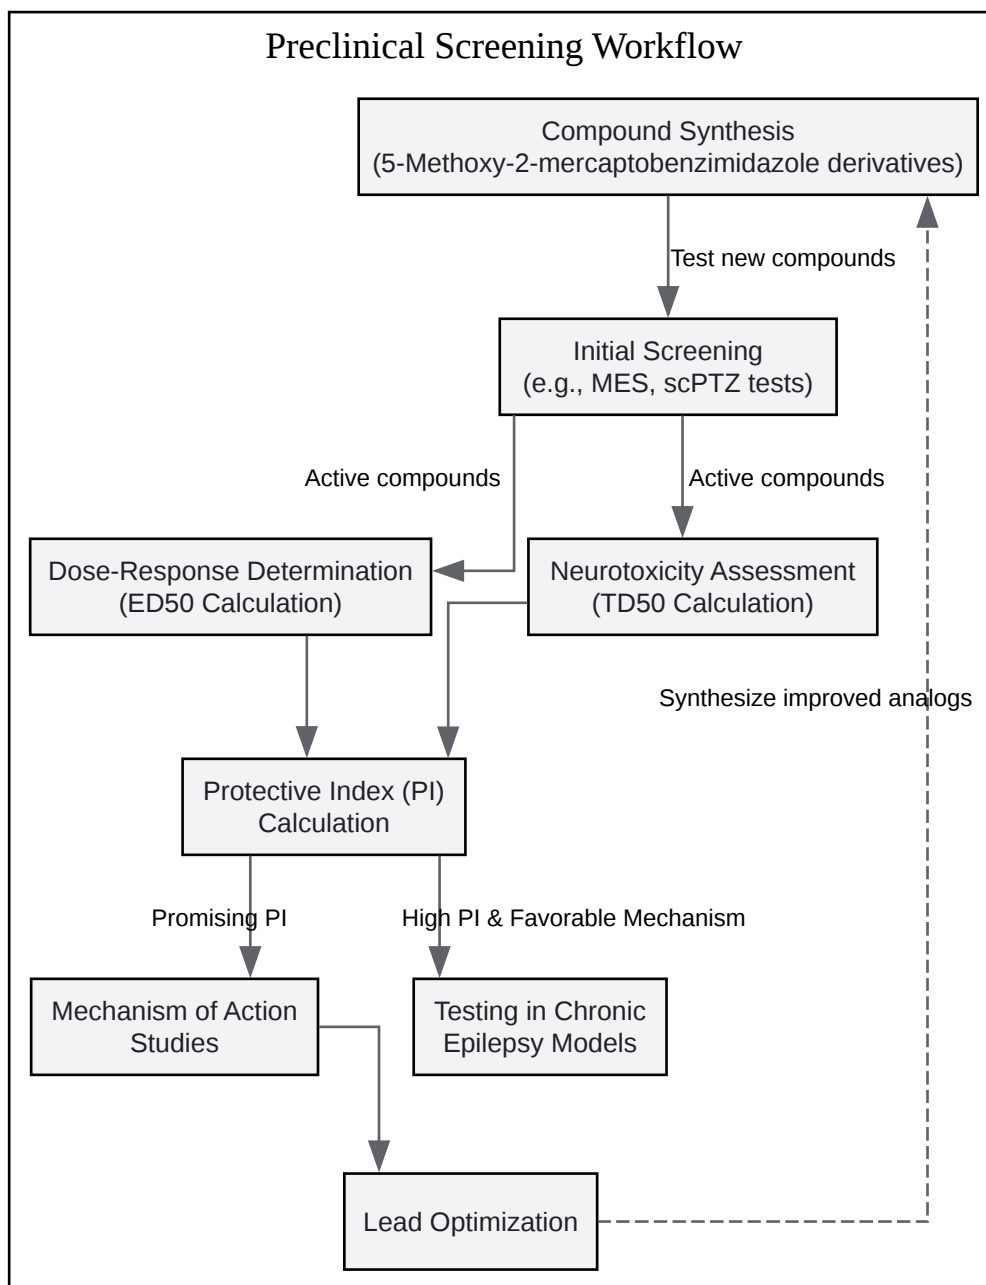 Preclinical Screening Workflow
Compound Synthesis
(5-Methoxy-2-mercaptobenzimidazole derivatives)
Test new compounds
Initial Screening
(e.g., MES, scPTZ tests)
Active compounds
Active compounds
Dose-Response Determination
(ED50 Calculation)
Neurotoxicity Assessment
(TD50 Calculation)
Synthesize improved analogs
Protective Index (PI)
Calculation
Promising PI
High PI & Favorable Mechanism
Mechanism of Action
Studies
Testing in Chronic
Epilepsy Models
Lead Optimization